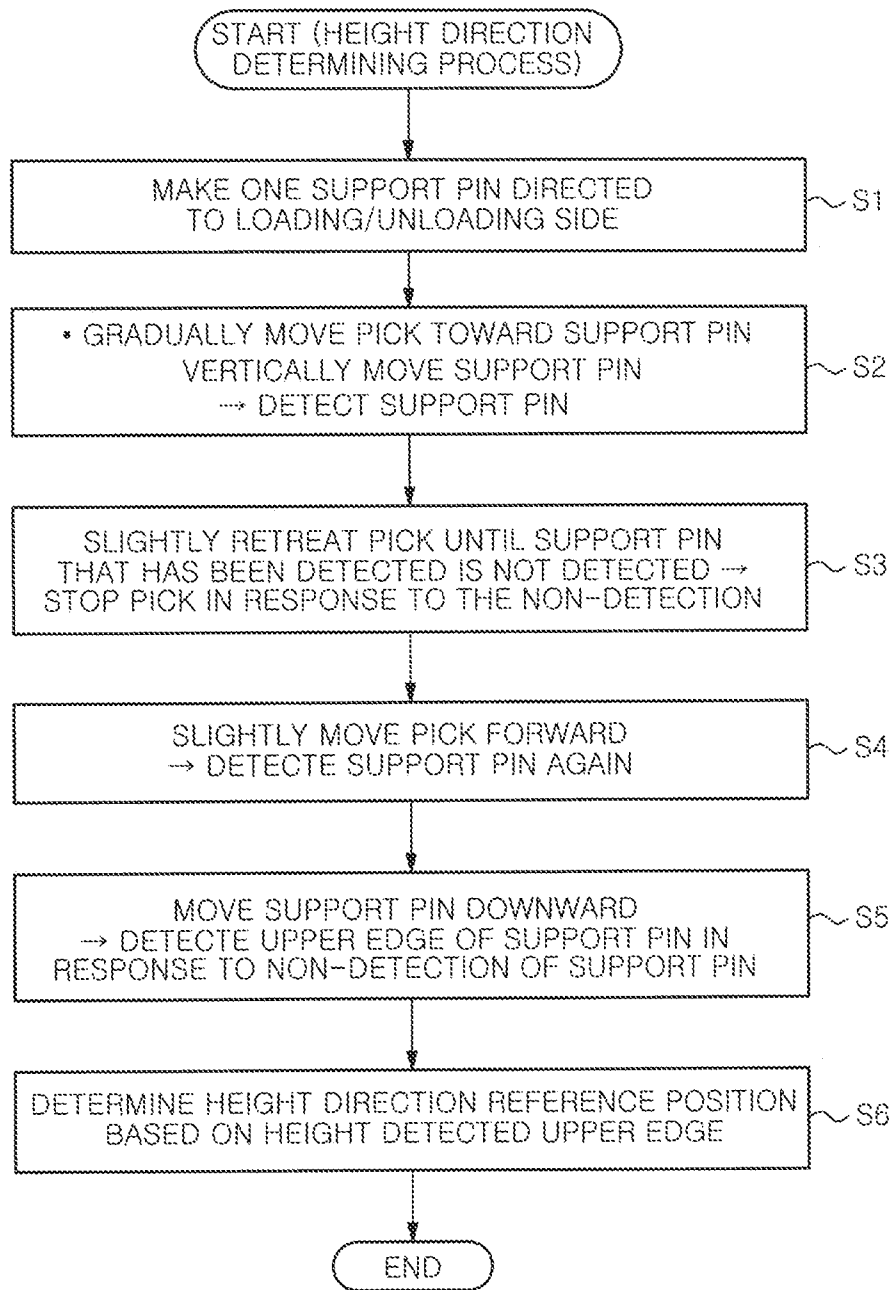 START (HEIGHT DIRECTION
DETERMINING PROCESS)
MAKE ONE SUPPORT PIN DIRECTED
TO LOADING/UNLOADING SIDE
S1
• GRADUALLY MOVE PICK TOWARD SUPPORT PIN
VERTICALLY MOVE SUPPORT PIN
→ DETECT SUPPORT PIN
S2
SLIGHTLY RETREAT PICK UNTIL SUPPORT PIN
THAT HAS BEEN DETECTED IS NOT DETECTED →
STOP PICK IN RESPONSE TO THE NON-DETECTION
S3
SLIGHTLY MOVE PICK FORWARD
→ DETECTE SUPPORT PIN AGAIN
S4
MOVE SUPPORT PIN DOWNWARD
→ DETECTE UPPER EDGE OF SUPPORT PIN IN
RESPONSE TO NON-DETECTION OF SUPPORT PIN
S5
DETERMINE HEIGHT DIRECTION REFERENCE POSITION
BASED ON HEIGHT DETECTED UPPER EDGE
S6
END